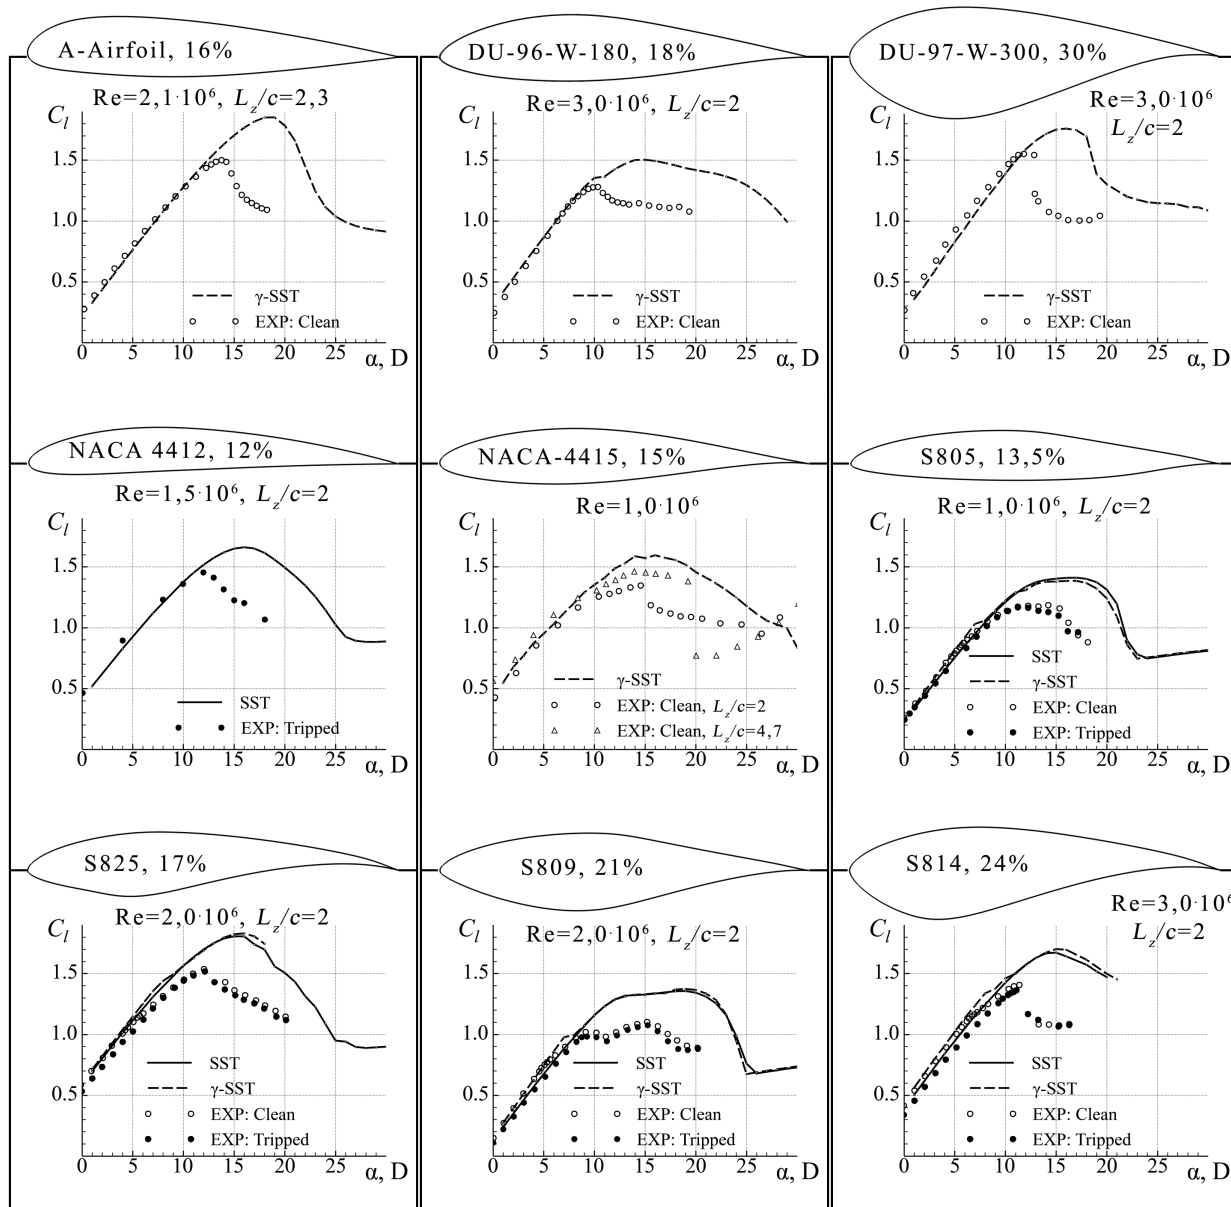 A-Airfoil, 16%
Re=2,1·10⁶, L_z/c=2,3
C_l
1.5
1.0
0.5
γ-SST
EXP: Clean
0 5 10 15 20 25
α, D
DU-96-W-180, 18%
Re=3,0·10⁶, L_z/c=2
C_l
1.5
1.0
0.5
γ-SST
EXP: Clean
0 5 10 15 20 25
α, D
DU-97-W-300, 30%
Re=3,0·10⁶
L_z/c=2
C_l
1.5
1.0
0.5
γ-SST
EXP: Clean
0 5 10 15 20 25
α, D
NACA 4412, 12%
Re=1,5·10⁶, L_z/c=2
C_l
1.5
1.0
0.5
SST
EXP: Tripped
0 5 10 15 20 25
α, D
NACA-4415, 15%
Re=1,0·10⁶
C_l
1.5
1.0
0.5
γ-SST
EXP: Clean, L_z/c=2
EXP: Clean, L_z/c=4,7
0 5 10 15 20 25
α, D
S805, 13,5%
Re=1,0·10⁶, L_z/c=2
C_l
1.5
1.0
0.5
SST
γ-SST
EXP: Clean
EXP: Tripped
0 5 10 15 20 25
α, D
S825, 17%
Re=2,0·10⁶, L_z/c=2
C_l
1.5
1.0
0.5
SST
γ-SST
EXP: Clean
EXP: Tripped
0 5 10 15 20 25
α, D
S809, 21%
Re=2,0·10⁶, L_z/c=2
C_l
1.5
1.0
0.5
SST
γ-SST
EXP: Clean
EXP: Tripped
0 5 10 15 20 25
α, D
S814, 24%
Re=3,0·10⁶
L_z/c=2
C_l
1.5
1.0
0.5
SST
γ-SST
EXP: Clean
EXP: Tripped
0 5 10 15 20 25
α, D